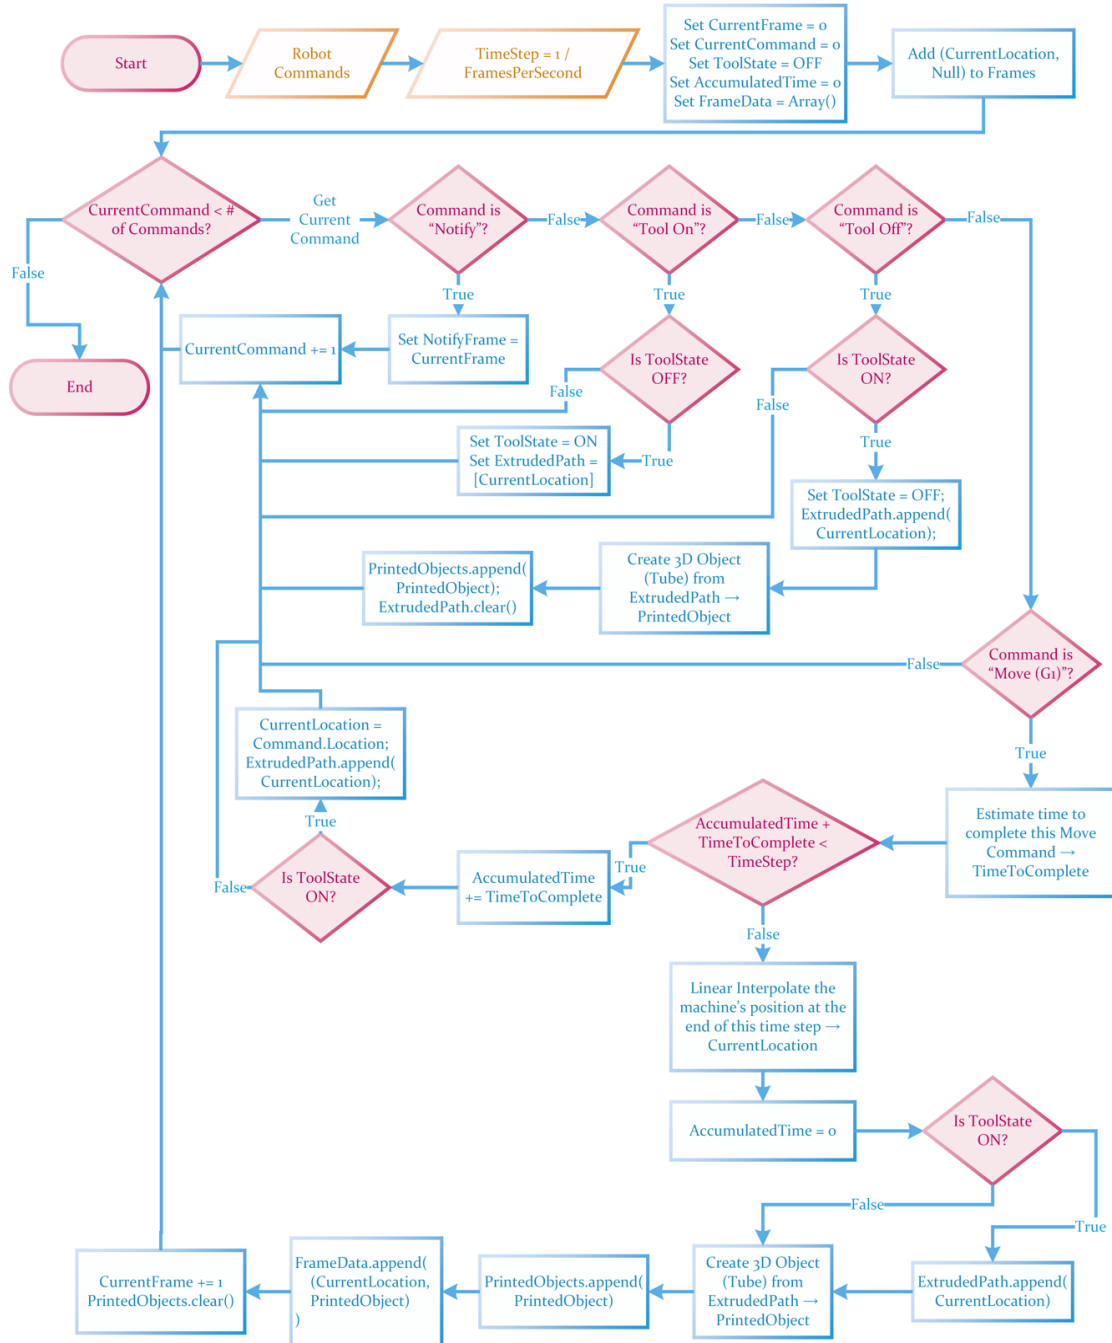 Start
Robot
Commands
TimeStep = 1 /
FramesPerSecond
Set CurrentFrame = 0
Set CurrentCommand = 0
Set ToolState = OFF
Set AccumulatedTime = 0
Set FrameData = Array()
Add (CurrentLocation,
Null) to Frames
CurrentCommand < #
of Commands?
Get
Current
Command
Command is
“Notify”?
False
Command is
“Tool On”?
False
Command is
“Tool Off”?
False
False
True
True
True
End
CurrentCommand += 1
Set NotifyFrame =
CurrentFrame
Is ToolState
OFF?
Is ToolState
ON?
False
False
True
Set ToolState = ON
Set ExtrudedPath =
[CurrentLocation]
True
Set ToolState = OFF;
ExtrudedPath.append(
CurrentLocation);
PrintedObjects.append(
PrintedObject);
ExtrudedPath.clear()
Create 3D Object
(Tube) from
ExtrudedPath →
PrintedObject
False
Command is
“Move (G1)”?
True
CurrentLocation =
Command.Location;
ExtrudedPath.append(
CurrentLocation);
True
Is ToolState
ON?
False
AccumulatedTime
+= TimeToComplete
True
AccumulatedTime +
TimeToComplete <
TimeStep?
Estimate time to
complete this Move
Command →
TimeToComplete
False
Linear Interpolate the
machine’s position at the
end of this time step →
CurrentLocation
AccumulatedTime = 0
Is ToolState
ON?
False
True
CurrentFrame += 1
PrintedObjects.clear()
FrameData.append(
(CurrentLocation,
PrintedObject)
)
PrintedObjects.append(
PrintedObject)
Create 3D Object
(Tube) from
ExtrudedPath →
PrintedObject
ExtrudedPath.append(
CurrentLocation)